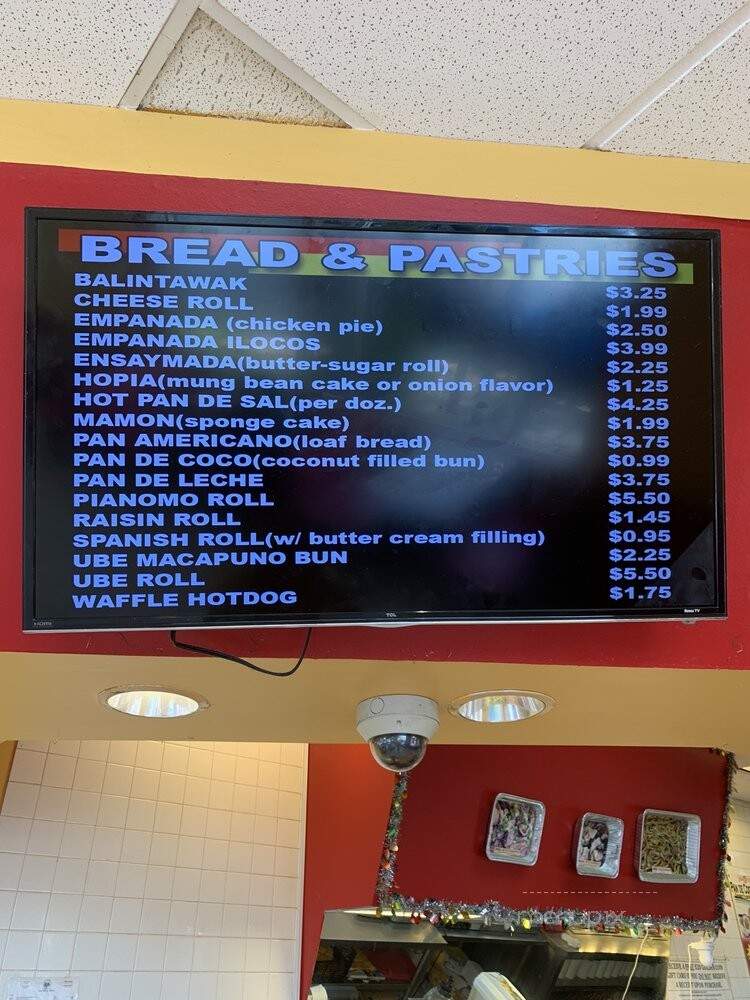 BREAD & PASTRIES
BALINTAWAK $3.25
CHEESE ROLL $1.99
EMPANADA (chicken pie) $2.50
EMPANADA ILOCOS $3.99
ENSAYMADA(butter-sugar roll) $2.25
HOPIA(mung bean cake or onion flavor) $1.25
HOT PAN DE SAL(per doz.) $4.25
MAMON(sponge cake) $1.99
PAN AMERICANO(loaf bread) $3.75
PAN DE COCO(coconut filled bun) $0.99
PAN DE LECHE $3.75
PIANOMO ROLL $5.50
RAISIN ROLL $1.45
SPANISH ROLL(w/ butter cream filling) $0.95
UBE MACAPUNO BUN $2.25
UBE ROLL $5.50
WAFFLE HOTDOG $1.75
HDMI TCL Roku TV